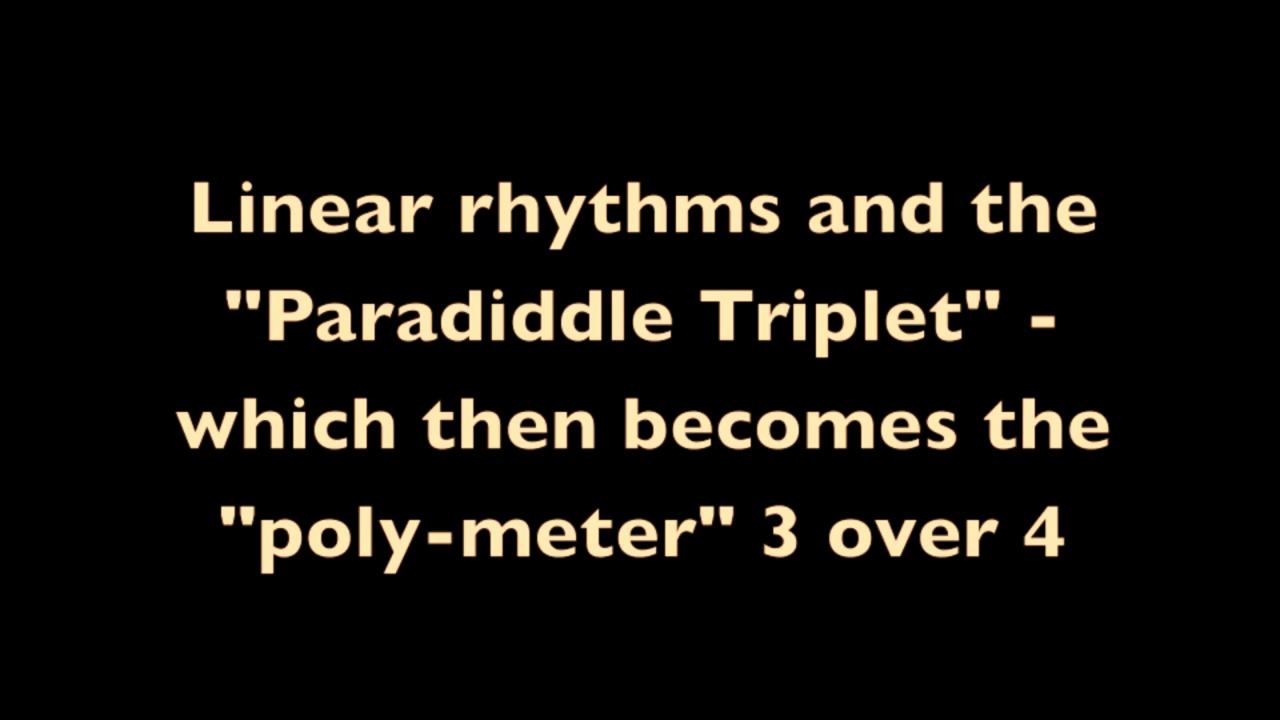 Linear rhythms and the
"Paradiddle Triplet" -
which then becomes the
"poly-meter" 3 over 4